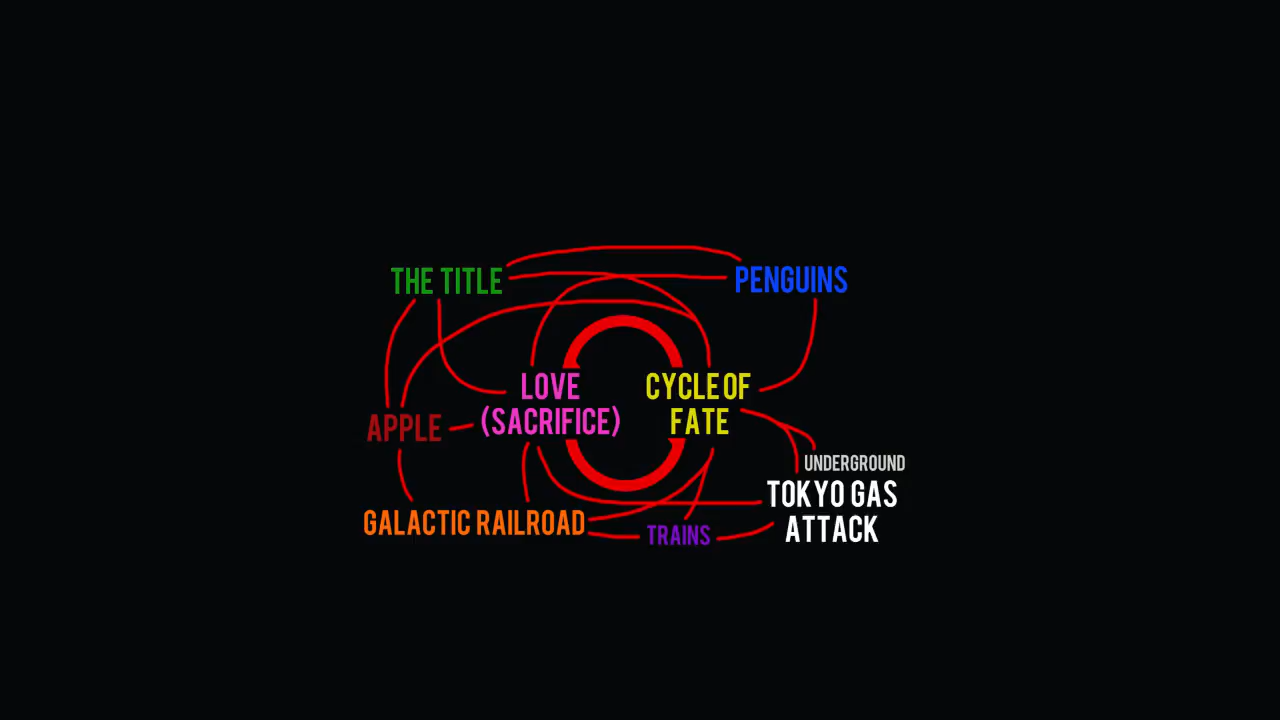 THE TITLE
PENGUINS
LOVE
(SACRIFICE)
CYCLE OF
FATE
APPLE
UNDERGROUND
TOKYO GAS
ATTACK
GALACTIC RAILROAD
TRAINS